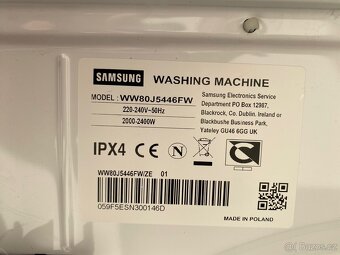 SAMSUNG WASHING MACHINE
MODEL: WW80J5446FW
220-240V~50Hz
2000-2400W
Samsung Electronics Service
Department PO Box 12987,
Blackrock, Co. Dublin. Ireland or
Blackbushe Business Park,
Yateley GU46 6GG UK
IPX4
WW80J5446FW/ZE 01
059F5ESN300146D
MADE IN POLAND